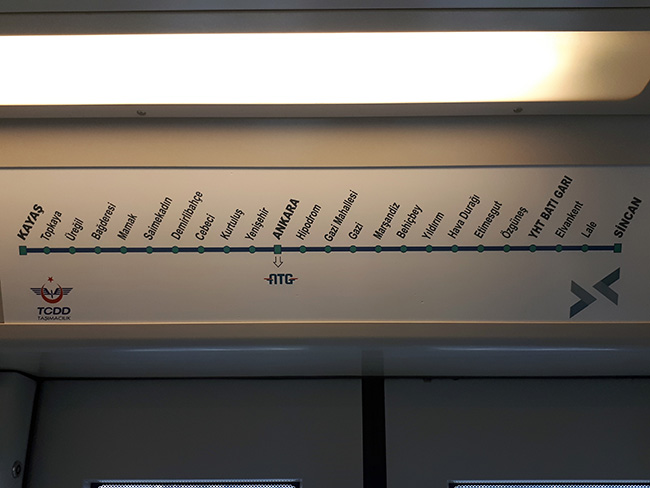 KAYAŞ
Topkaya
Üreğil
Bağderesi
Mamak
Saimekadın
Demirlibahçe
Cebeci
Kurtuluş
Yenişehir
ANKARA
Hipodrom
Gazi Mahallesi
Gazi
Marşandiz
Behiçbey
Yıldırım
Hava Durağı
Etimesgut
Özgüneş
YHT BATI GARI
Elvankent
Lale
SİNCAN
ATG
TCDD
TAŞIMACILIK